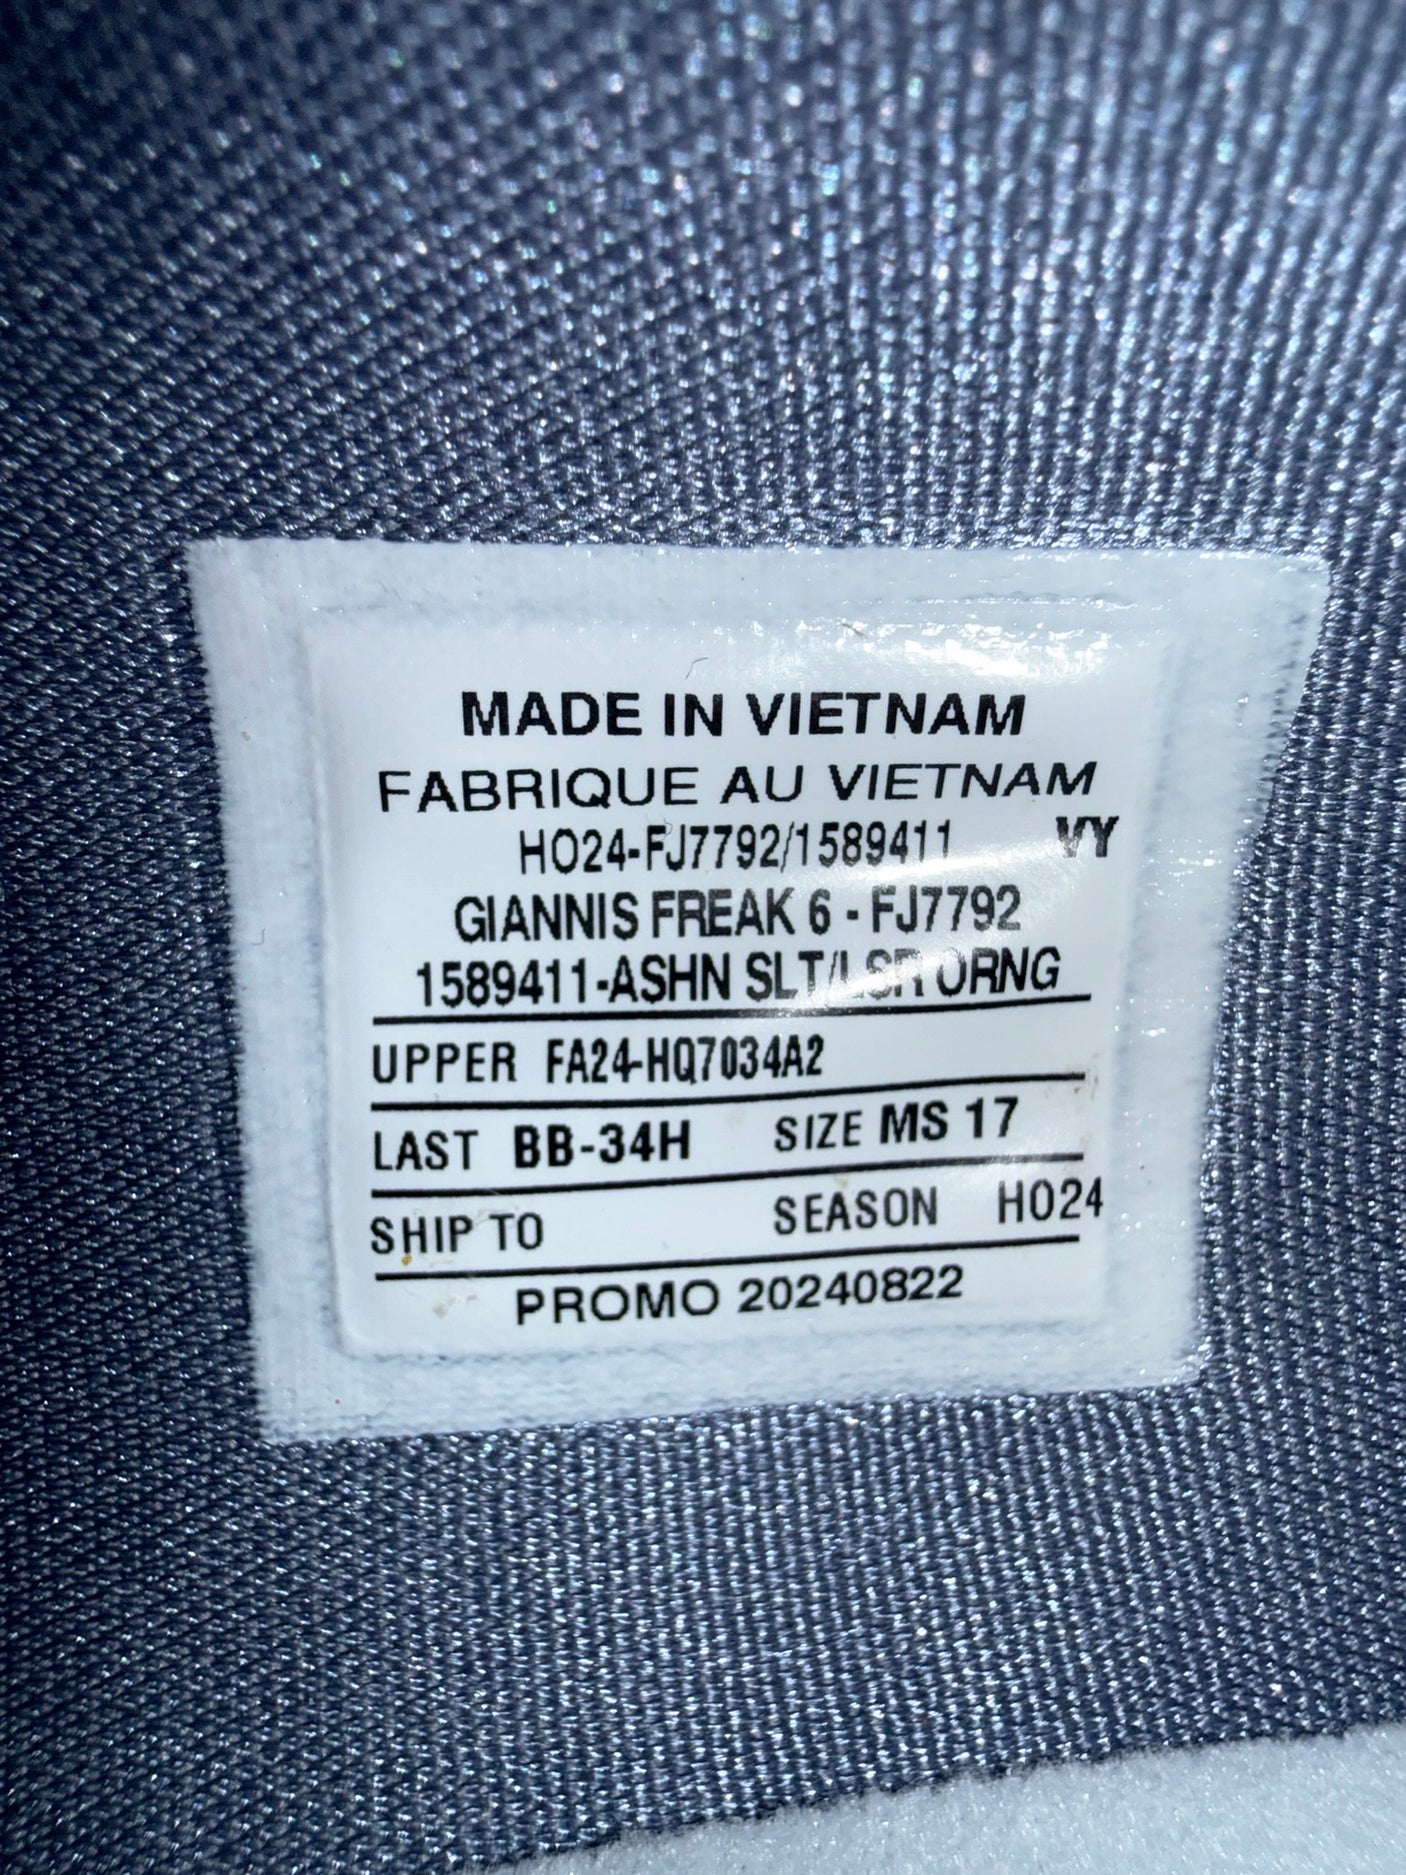 MADE IN VIETNAM
FABRIQUE AU VIETNAM
HO24-FJ7792/1589411 VY
GIANNIS FREAK 6 - FJ7792
1589411-ASHN SLT/LSR ORNG
UPPER FA24-HQ7034A2
LAST BB-34H SIZE MS 17
SHIP TO SEASON HO24
PROMO 20240822